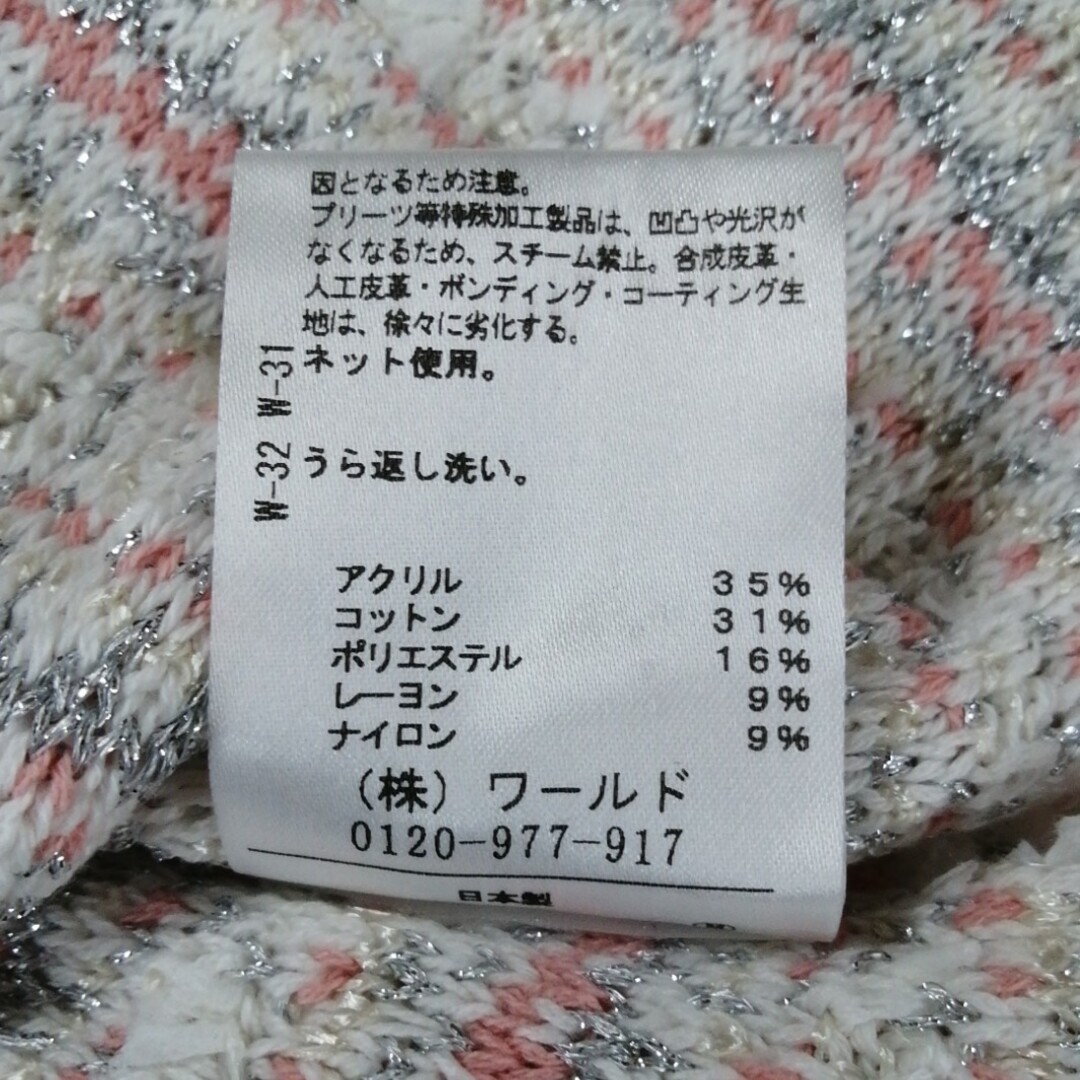 因となるため注意。
プリーツ等特殊加工製品は、凹凸や光沢が
なくなるため、スチーム禁止。合成皮革・
人工皮革・ボンディング・コーティング生
地は、徐々に劣化する。
W-31 ネット使用。
W-32 うら返し洗い。
アクリル 35%
コットン 31%
ポリエステル 16%
レーヨン 9%
ナイロン 9%
(株) ワールド
0120-977-917
日本製